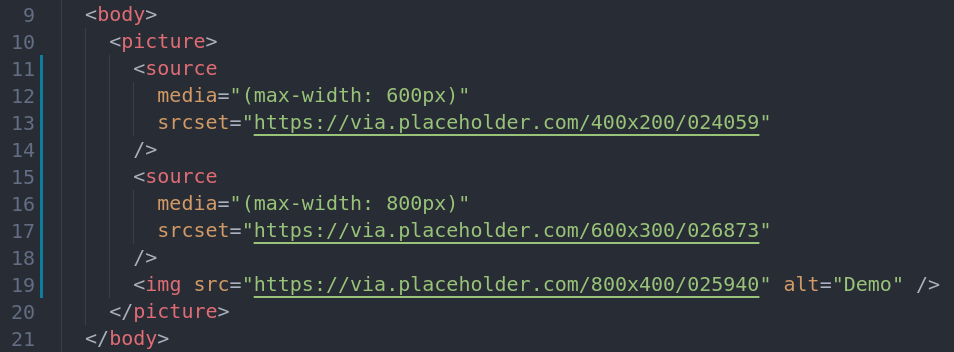 9 <body>
10 <picture>
11 <source
12 media="(max-width: 600px)"
13 srcset="https://via.placeholder.com/400x200/024059"
14 />
15 <source
16 media="(max-width: 800px)"
17 srcset="https://via.placeholder.com/600x300/026873"
18 />
19 <img src="https://via.placeholder.com/800x400/025940" alt="Demo" />
20 </picture>
21 </body>